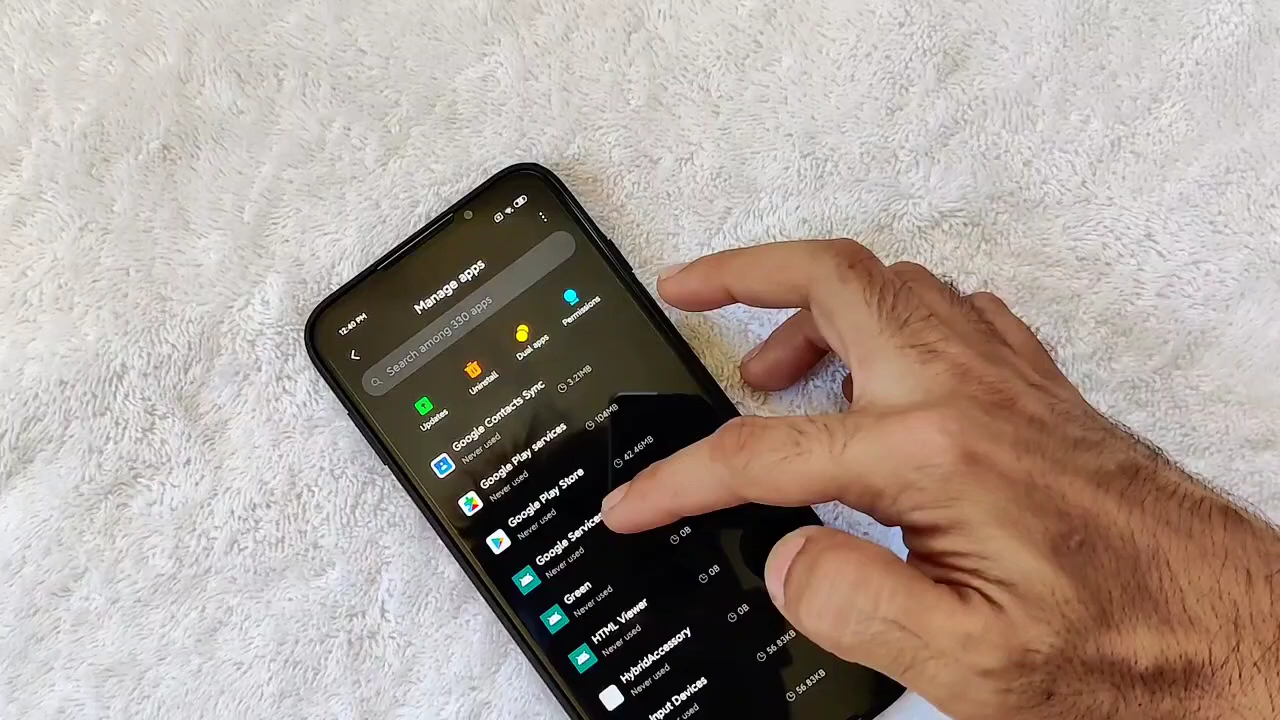 12:40 PM
Manage apps
Search among 330 apps
Updates
Uninstall
Dual apps
Permissions
Google Contacts Sync
Never used
3.21MB
Google Play services
Never used
104MB
Google Play Store
Never used
42.46MB
Google Services
Never used
0B
Green
Never used
0B
HTML Viewer
Never used
0B
HybridAccessory
Never used
56.83KB
Input Devices
used
56.83KB